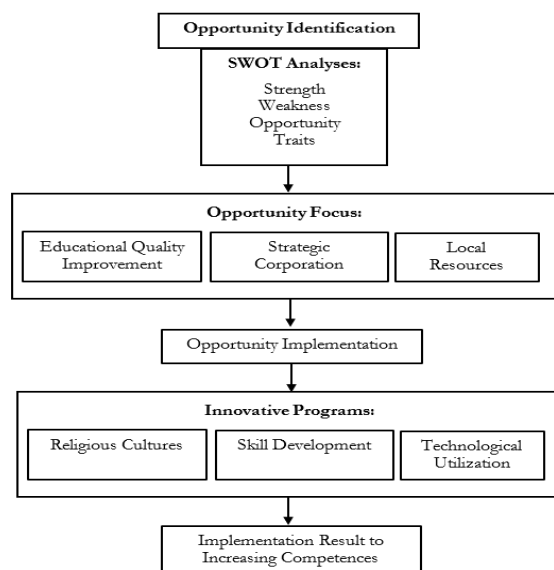 Opportunity Identification
SWOT Analyses:
Strength
Weakness
Opportunity
Traits
Opportunity Focus:
Educational Quality
Improvement
Strategic
Corporation
Local
Resources
Opportunity Implementation
Innovative Programs:
Religious Cultures
Skill Development
Technological
Utilization
Implementation Result to
Increasing Competences